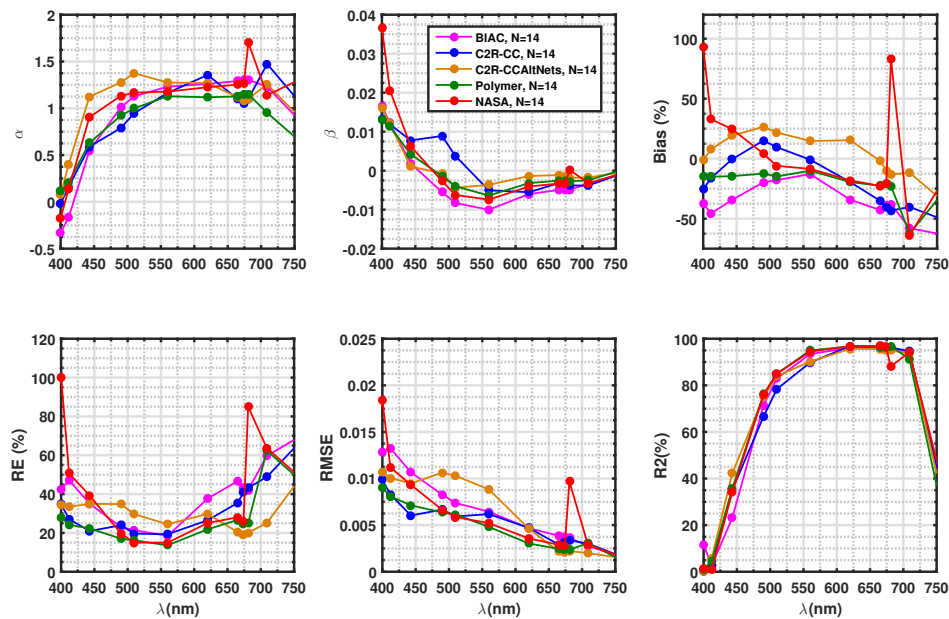 2
1.5
1
0.5
0
-0.5
α
400 450 500 550 600 650 700 750
0.04
0.03
0.02
0.01
0
-0.01
-0.02
β
400 450 500 550 600 650 700 750
BIAC, N=14
C2R-CC, N=14
C2R-CCAltNets, N=14
Polymer, N=14
NASA, N=14
100
50
0
-50
Bias (%)
400 450 500 550 600 650 700 750
120
100
80
60
40
20
0
RE (%)
400 450 500 550 600 650 700 750
λ(nm)
0.025
0.02
0.015
0.01
0.005
0
RMSE
400 450 500 550 600 650 700 750
λ(nm)
100
80
60
40
20
0
R2(%)
400 450 500 550 600 650 700 750
λ(nm)